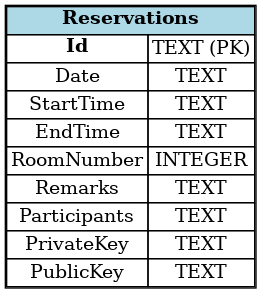 Reservations
Id TEXT (PK)
Date TEXT
StartTime TEXT
EndTime TEXT
RoomNumber INTEGER
Remarks TEXT
Participants TEXT
PrivateKey TEXT
PublicKey TEXT